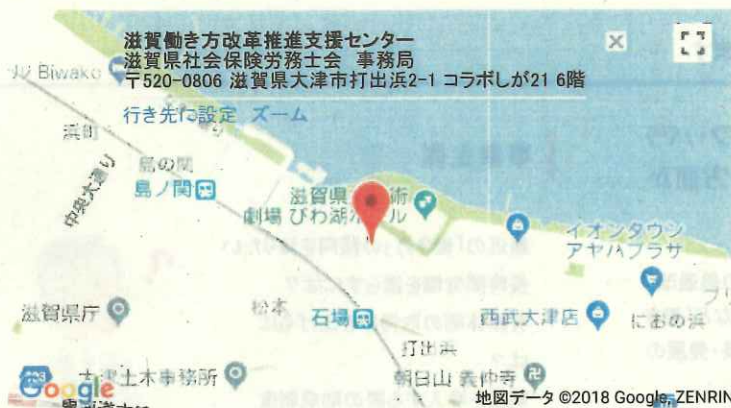 滋賀働き方改革推進支援センター
滋賀県社会保険労務士会 事務局
〒520-0806 滋賀県大津市打出浜2-1 コラボしが21 6階
行き先に設定 ズーム
Biwako
浜町
島の関
島ノ関
中央大通り
滋賀県
術
劇場 びわ湖ホール
イオンタウン
アヤハプラザ
滋賀県庁
松本
石場
西武大津店
におの浜
打出浜
大津土木事務所
朝日山 義仲寺
Google
地図データ ©2018 Google, ZENRIN